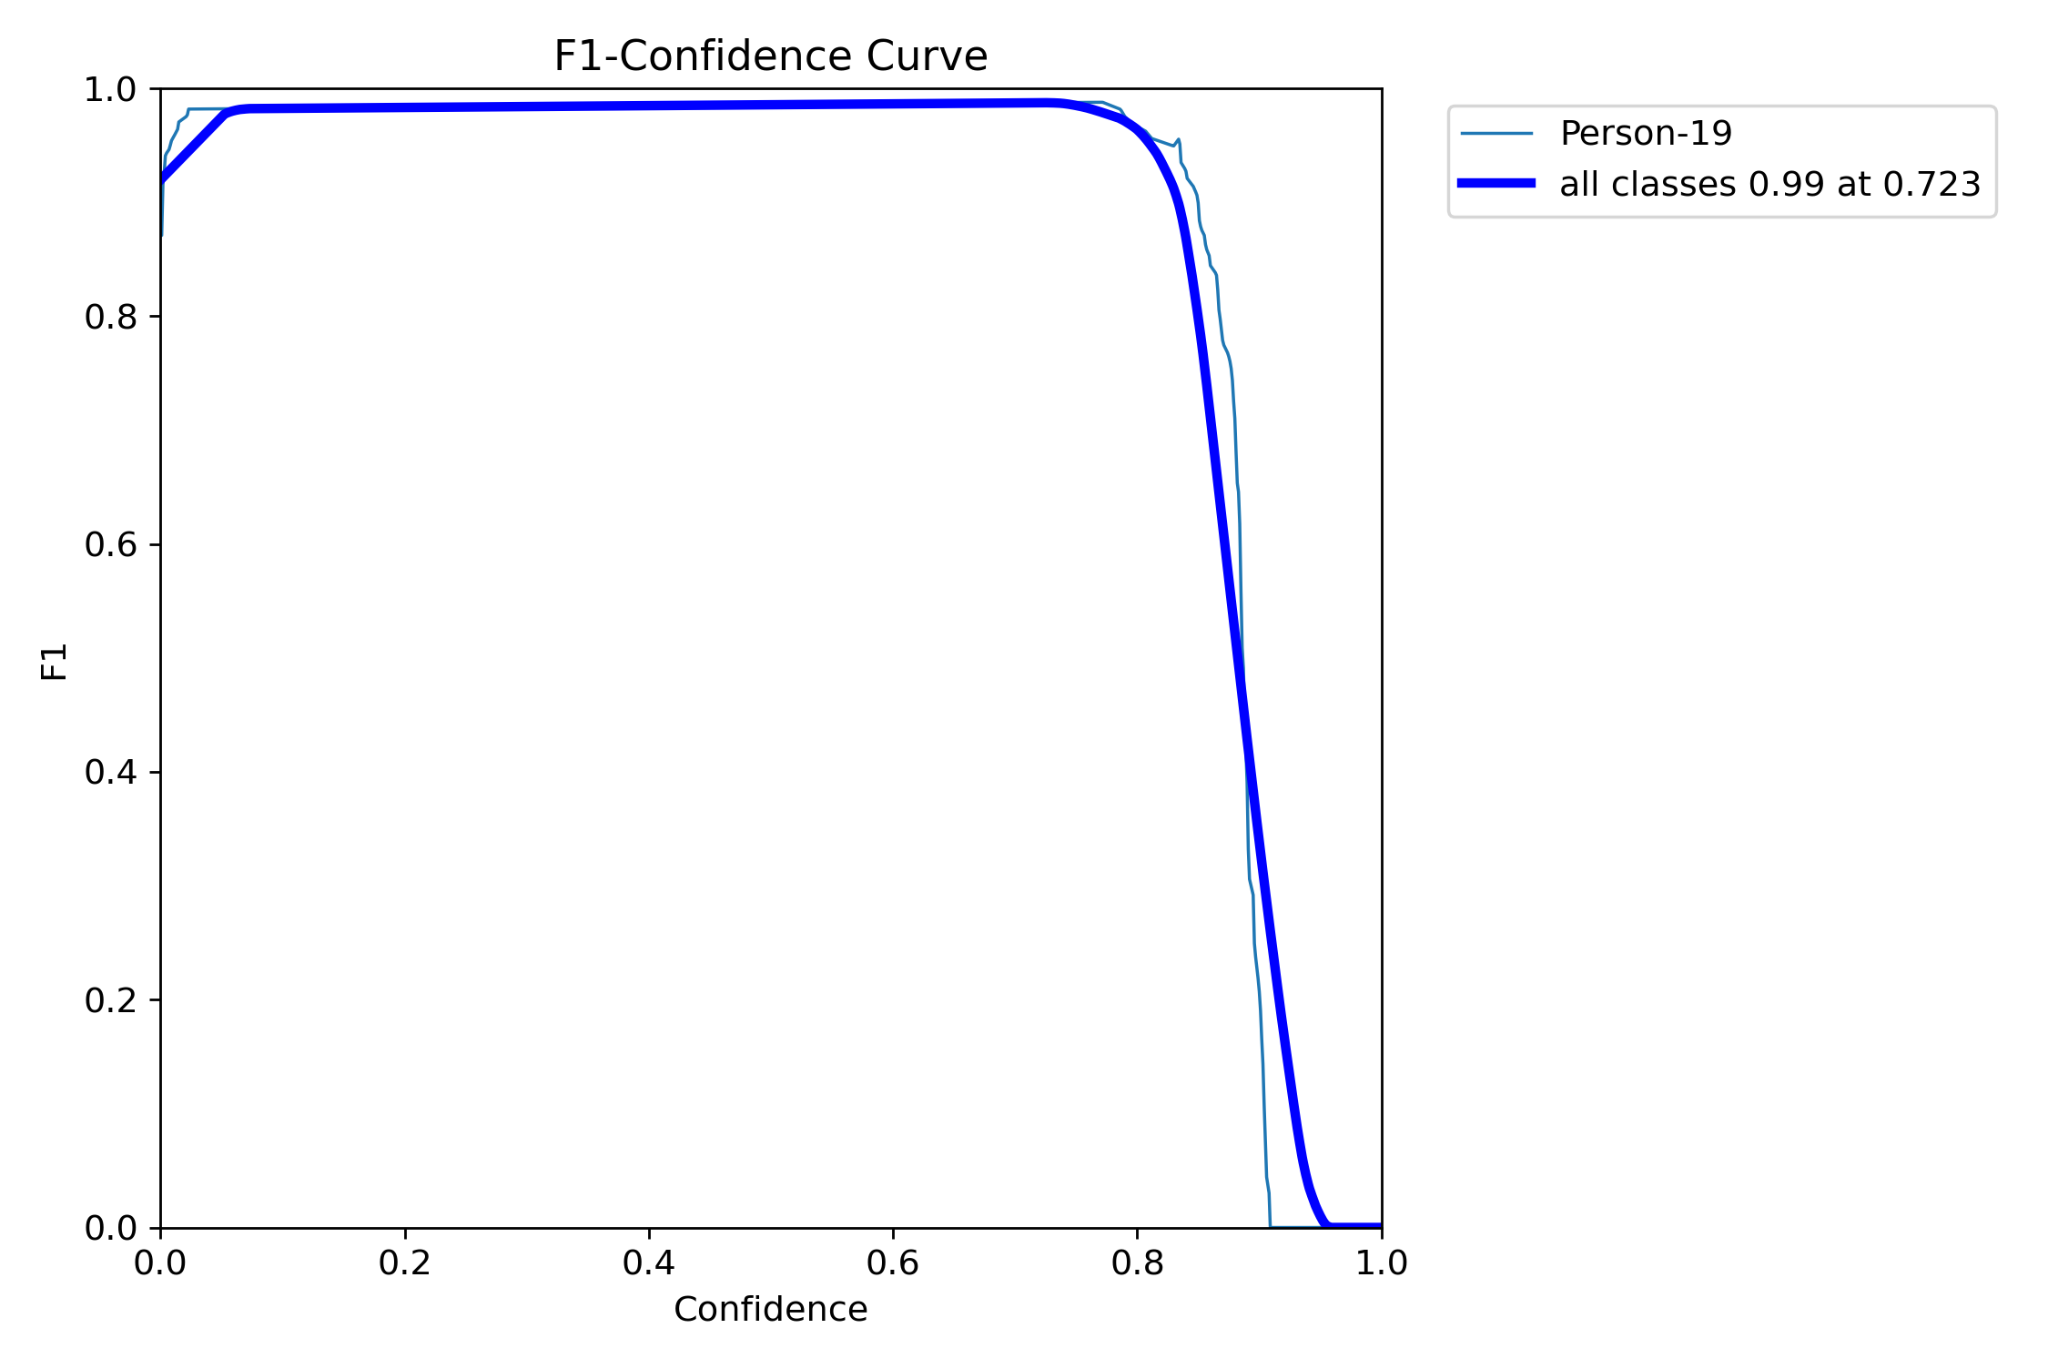 F1-Confidence Curve
Person-19
all classes 0.99 at 0.723
1.0
0.8
0.6
0.4
0.2
0.0
F1
0.0 0.2 0.4 0.6 0.8 1.0
Confidence